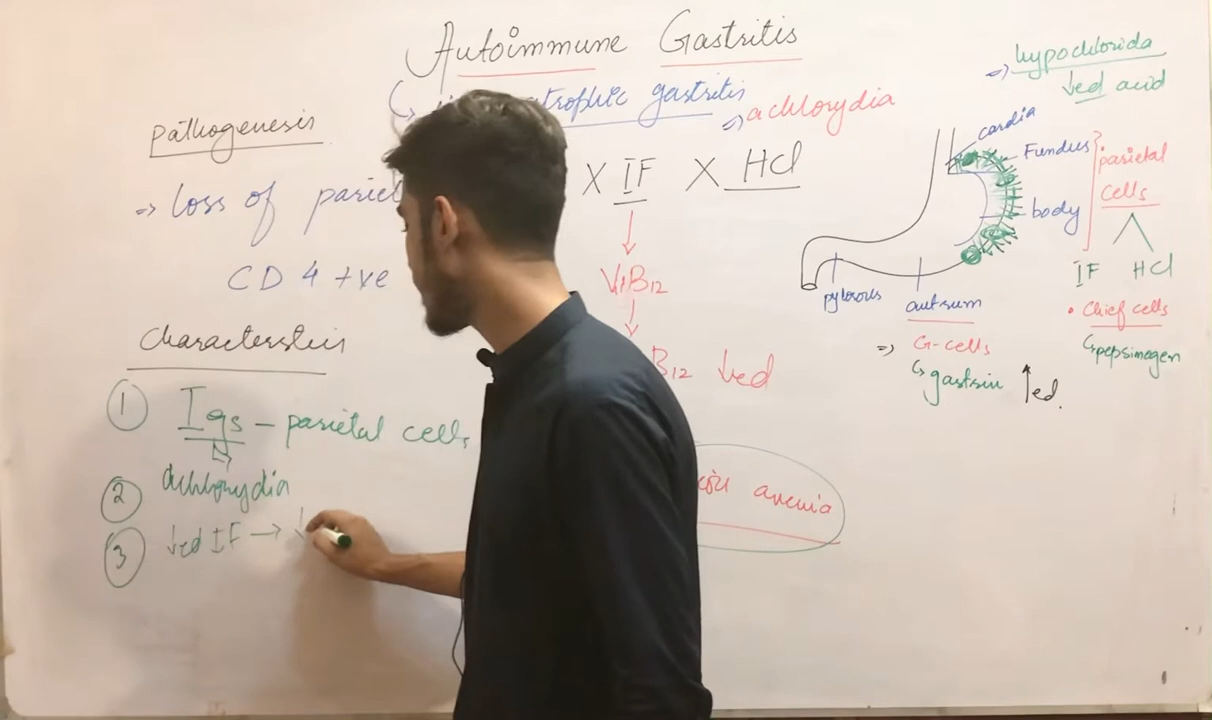 Autoimmune Gastritis
atrophic gastritis
=> achlorydia
=> hypochlorida
↓ed acid
pathogenesis
=> loss of pariet
CD 4 +ve
X IF X HCl
Vit B12
B12 ↓ed
anemia
cardia
Fundus
body
pylorous
antrum
=> G-cells
gastrin ↑ed.
parietal
cells
IF HCl
• Chief cells
pepsinogen
Characterstics
1 Igs - parietal cells
2 achlorydia
3 ↓ed IF → ↓